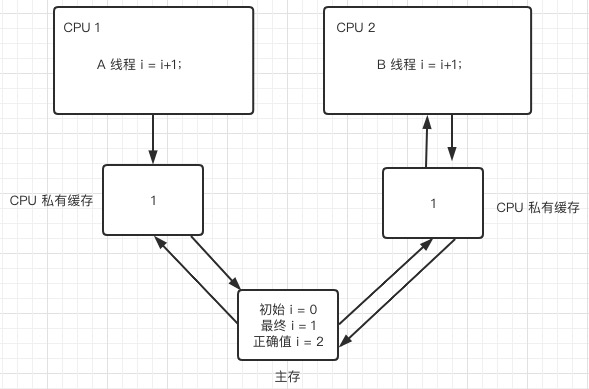 CPU 1
A 线程 i = i+1;
CPU 2
B 线程 i = i+1;
CPU 私有缓存
1
1
CPU 私有缓存
初始 i = 0
最终 i = 1
正确值 i = 2
主存